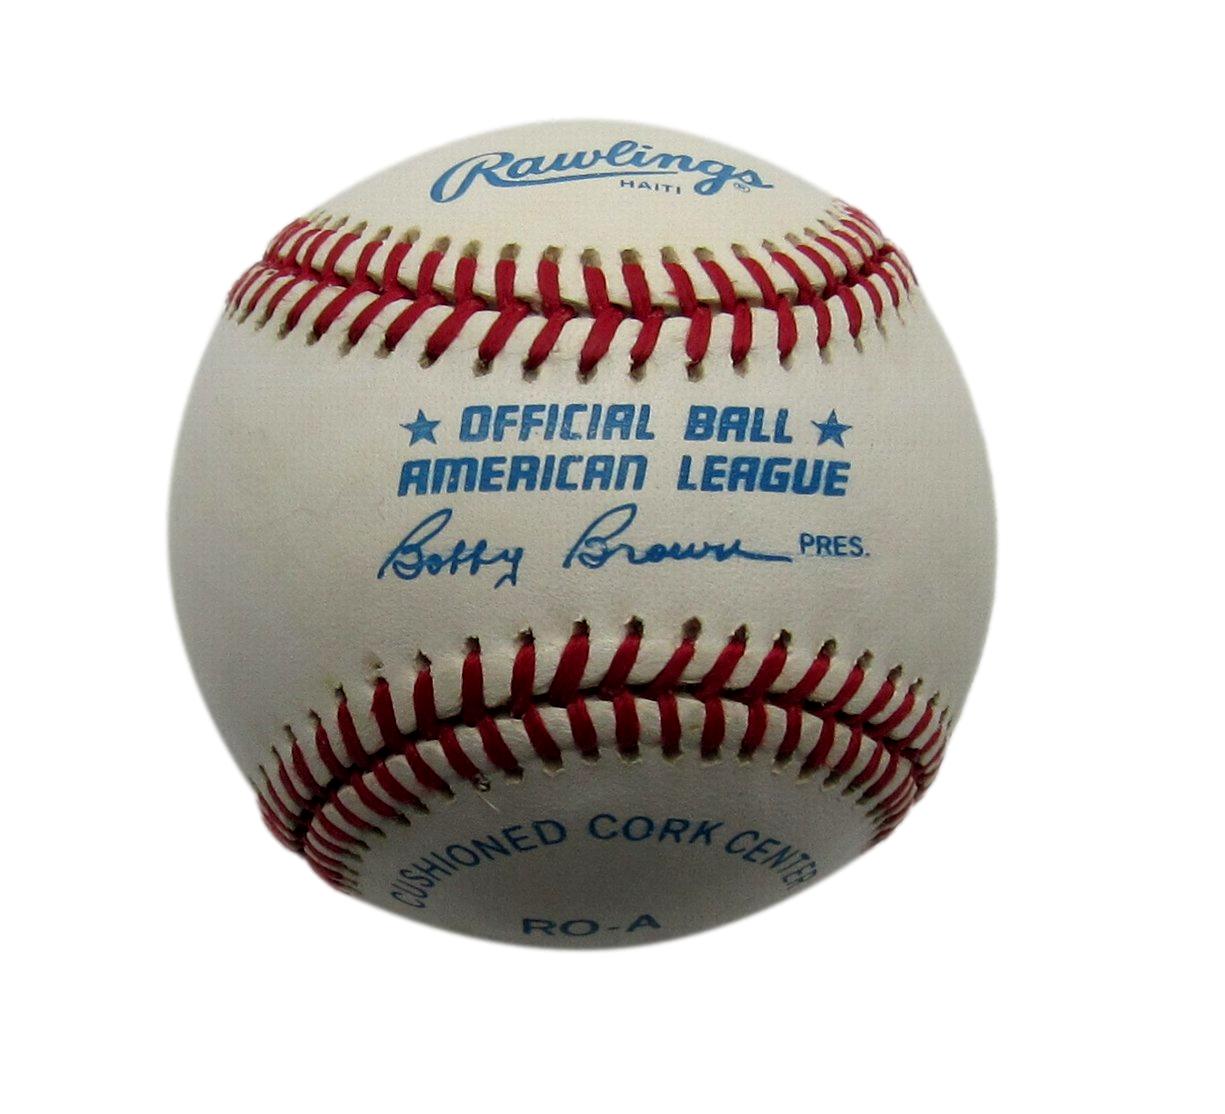 Rawlings ®
HAITI
★ OFFICIAL BALL ★
AMERICAN LEAGUE
Bobby Brown PRES.
CUSHIONED CORK CENTER
RO-A